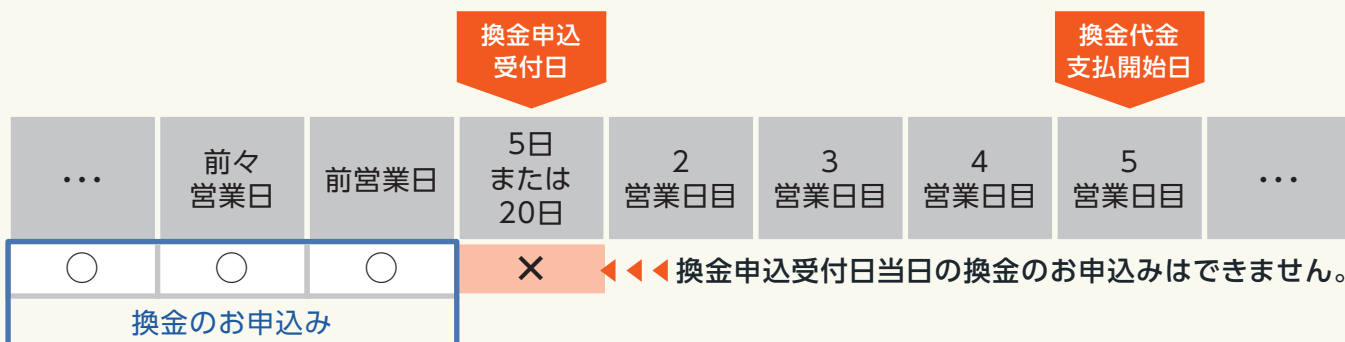 換金申込
受付日
換金代金
支払開始日
…
前々
営業日
前営業日
5日
または
20日
2
営業日目
3
営業日目
4
営業日目
5
営業日目
…
○
○
○
×
◀◀◀換金申込受付日当日の換金のお申込みはできません。
換金のお申込み